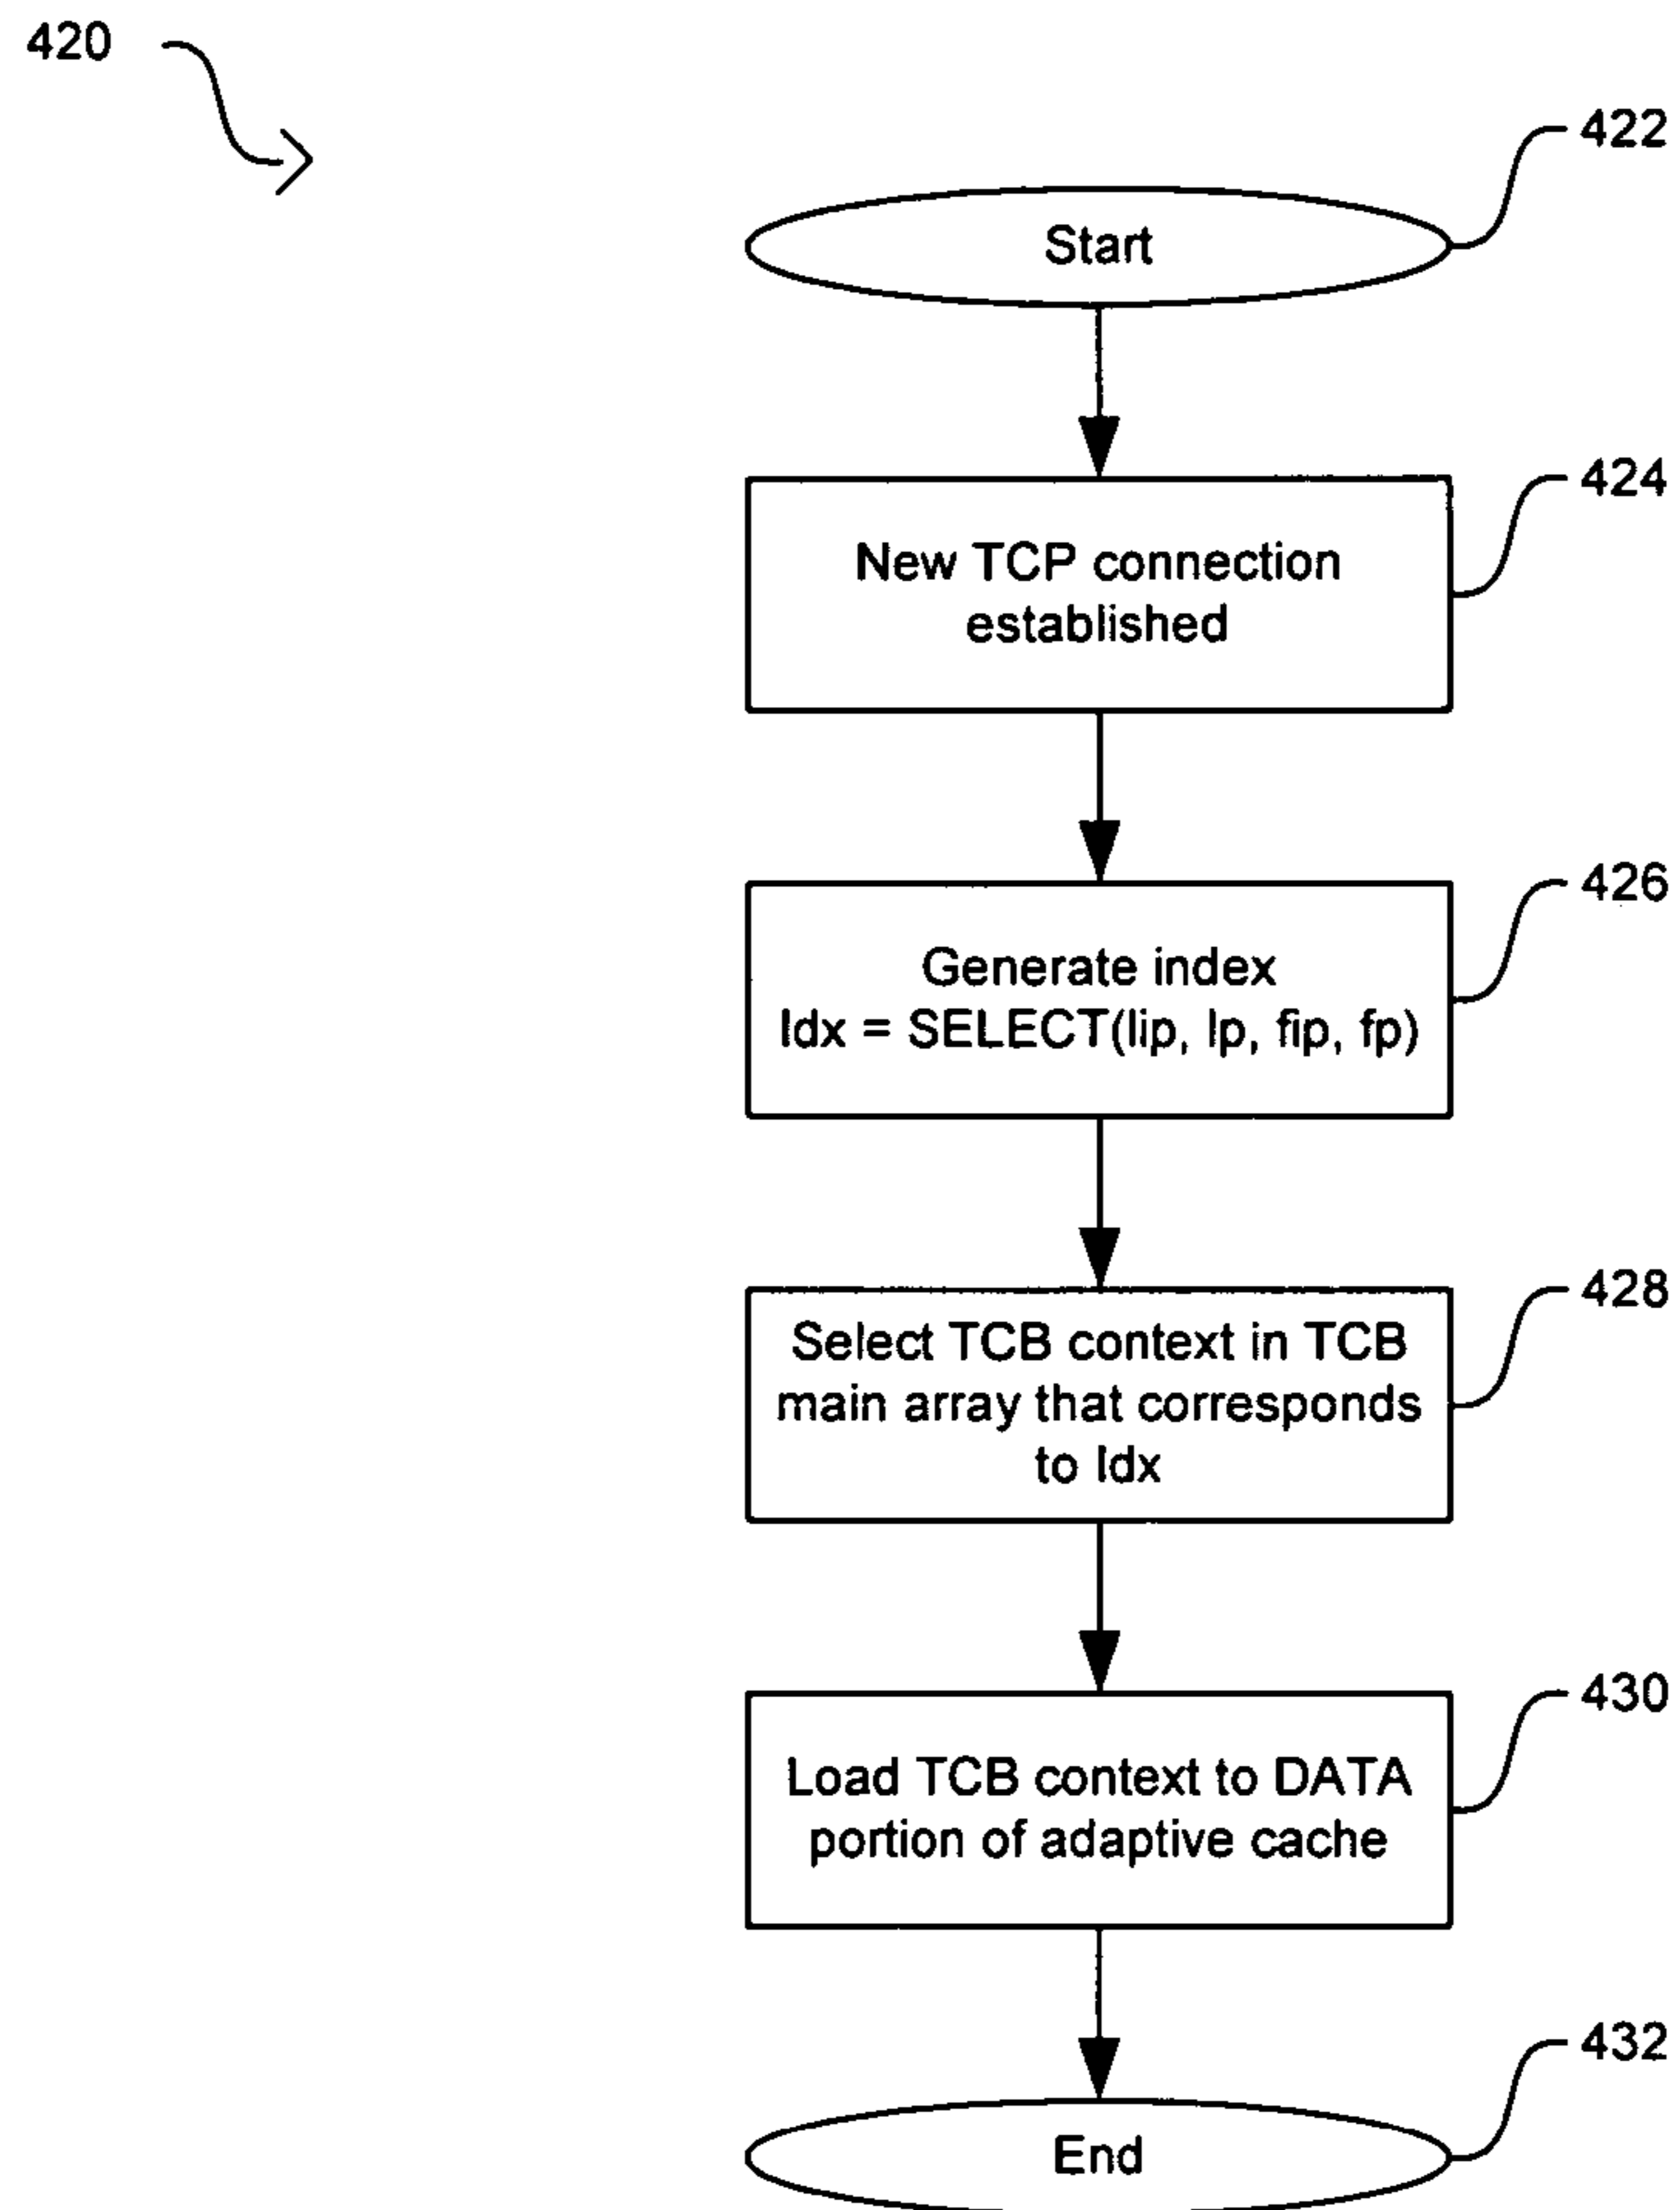 420
422
Start
424
New TCP connection
established
426
Generate index
Idx = SELECT(lip, lp, fip, fp)
428
Select TCB context in TCB
main array that corresponds
to Idx
430
Load TCB context to DATA
portion of adaptive cache
432
End